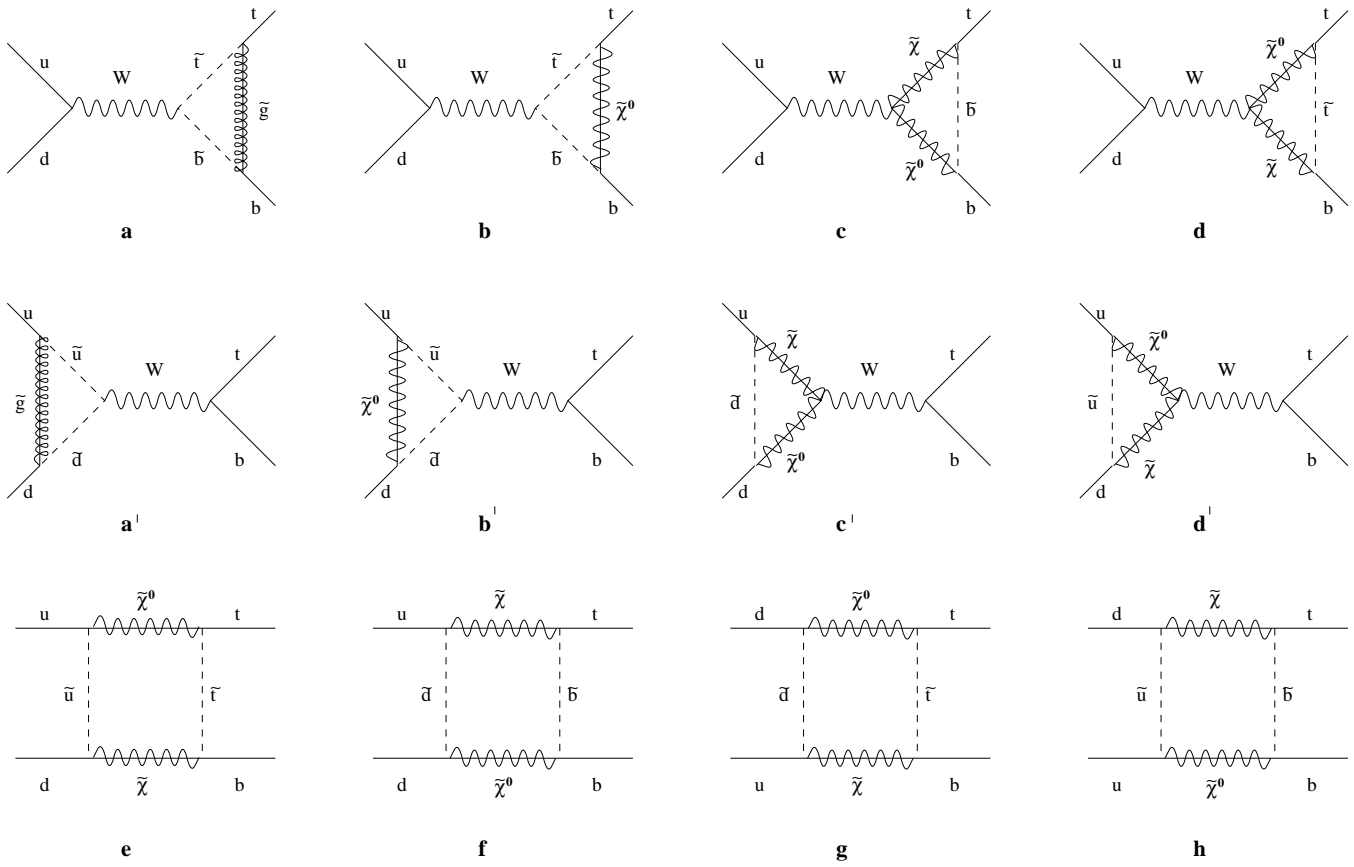 t t t t
u t̃ u t̃ u χ̃ u χ̃⁰
W W W W
g̃ χ̃⁰ b̃ t̃
d b̃ d b̃ d χ̃⁰ d χ̃
b b b b
a b c d
u u u u
ũ ũ χ̃ χ̃⁰
t t t t
W W W W
g̃ χ̃⁰ d̃ ũ
d̃ d̃ χ̃⁰ χ̃
b b b b
d d d d
a' b' c' d'
χ̃⁰ χ̃ χ̃⁰ χ̃
u t u t d t d t
ũ t̃ d̃ b̃ d̃ t̃ ũ b̃
d b d b u b u b
χ̃ χ̃⁰ χ̃ χ̃⁰
e f g h